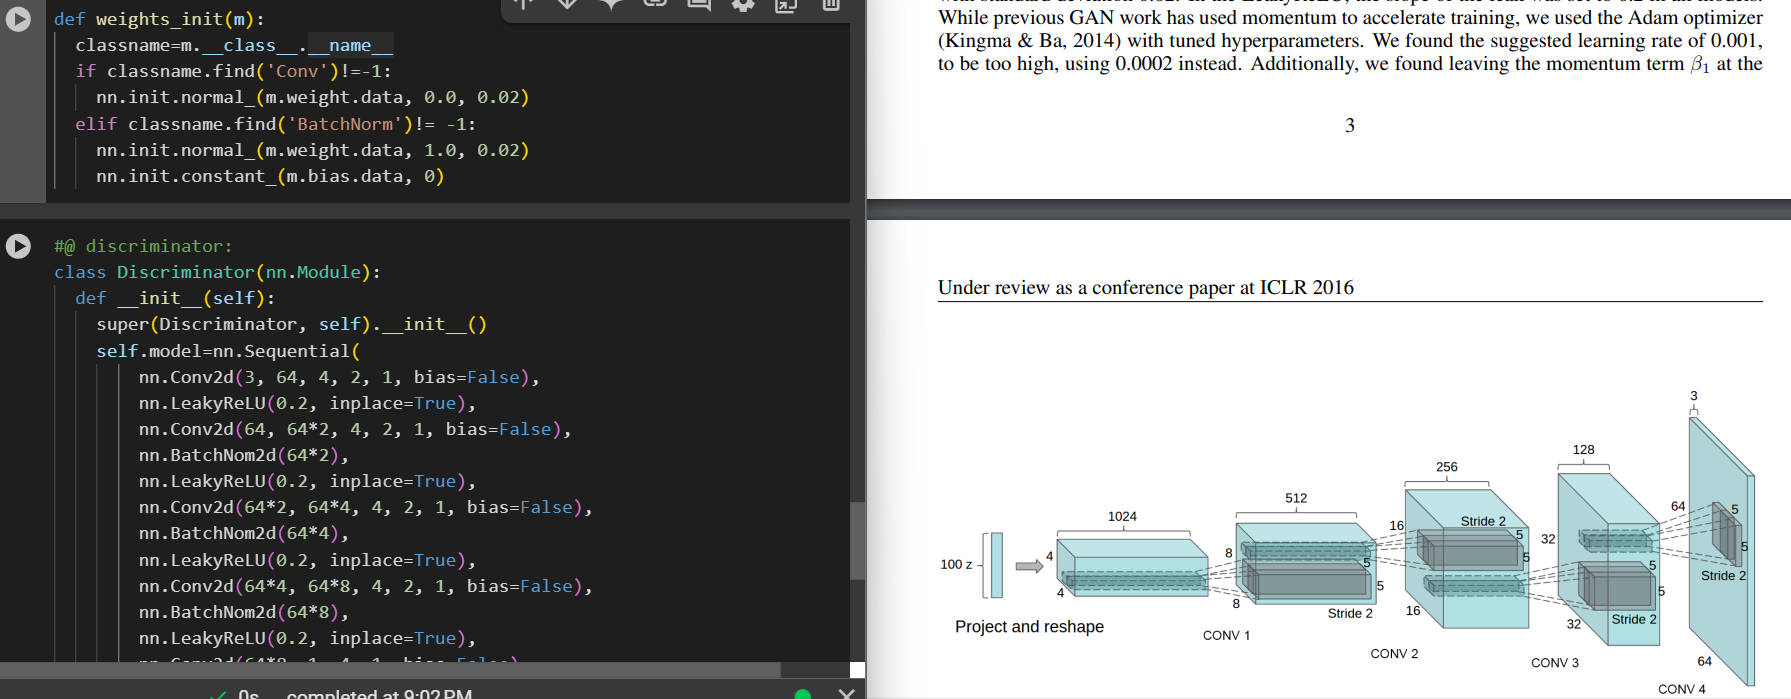 def weights_init(m):
classname=m.__class__.__name__
if classname.find('Conv')!=-1:
nn.init.normal_(m.weight.data, 0.0, 0.02)
elif classname.find('BatchNorm')!= -1:
nn.init.normal_(m.weight.data, 1.0, 0.02)
nn.init.constant_(m.bias.data, 0)
#@ discriminator:
class Discriminator(nn.Module):
def __init__(self):
super(Discriminator, self).__init__()
self.model=nn.Sequential(
nn.Conv2d(3, 64, 4, 2, 1, bias=False),
nn.LeakyReLU(0.2, inplace=True),
nn.Conv2d(64, 64*2, 4, 2, 1, bias=False),
nn.BatchNom2d(64*2),
nn.LeakyReLU(0.2, inplace=True),
nn.Conv2d(64*2, 64*4, 4, 2, 1, bias=False),
nn.BatchNom2d(64*4),
nn.LeakyReLU(0.2, inplace=True),
nn.Conv2d(64*4, 64*8, 4, 2, 1, bias=False),
nn.BatchNom2d(64*8),
nn.LeakyReLU(0.2, inplace=True),
0s completed at 9:02 PM
While previous GAN work has used momentum to accelerate training, we used the Adam optimizer
(Kingma & Ba, 2014) with tuned hyperparameters. We found the suggested learning rate of 0.001,
to be too high, using 0.0002 instead. Additionally, we found leaving the momentum term β₁ at the
3
Under review as a conference paper at ICLR 2016
100 z
Project and reshape
1024
4
4
512
8
8
5
5
Stride 2
CONV 1
256
16
16
Stride 2
5
5
CONV 2
128
32
32
5
5
Stride 2
CONV 3
3
64
5
5
Stride 2
64
CONV 4